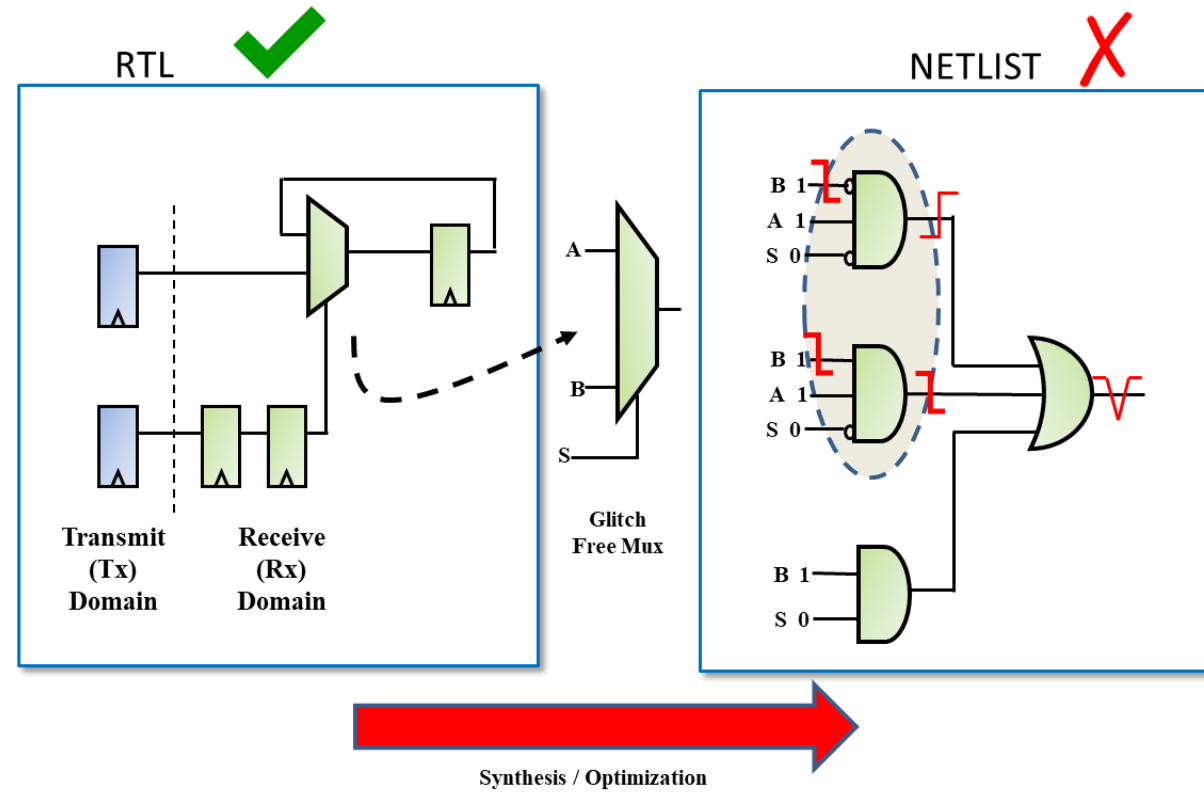 RTL
NETLIST
Transmit
(Tx)
Domain
Receive
(Rx)
Domain
A
B
S
Glitch
Free Mux
B 1
A 1
S 0
B 1
A 1
S 0
B 1
S 0
Synthesis / Optimization